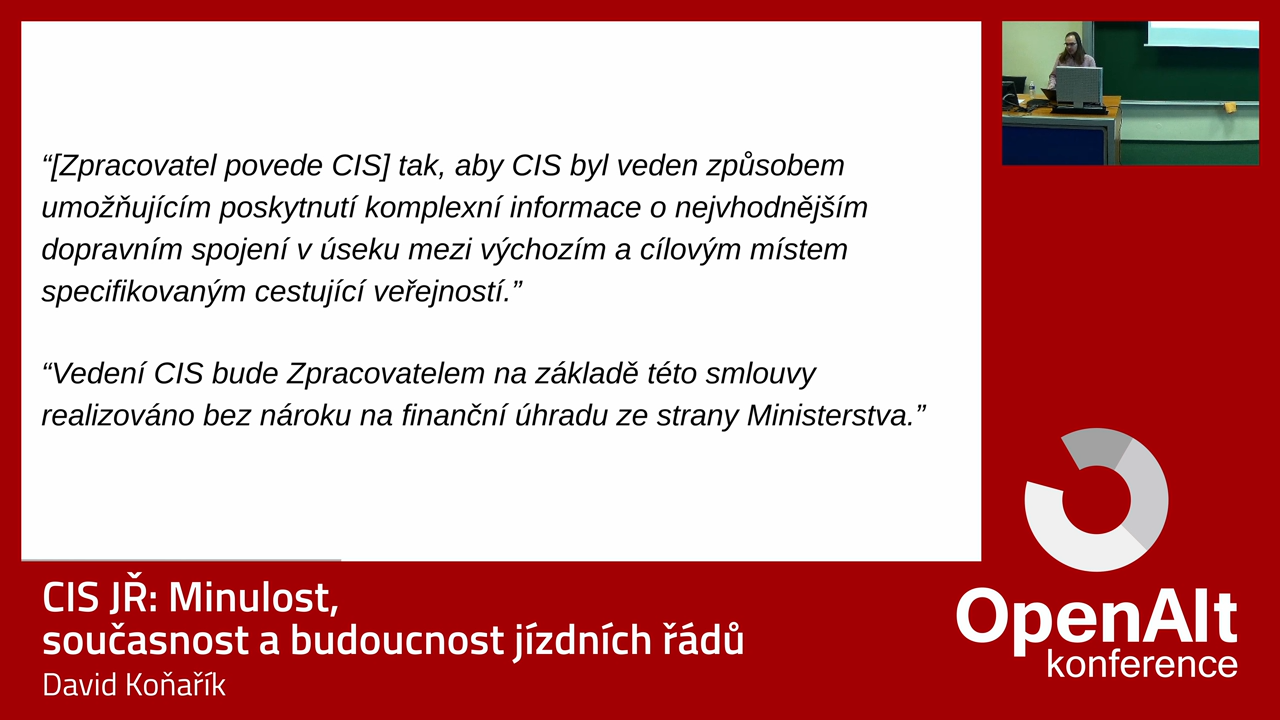 “[Zpracovatel povede CIS] tak, aby CIS byl veden způsobem
umožňujícím poskytnutí komplexní informace o nejvhodnějším
dopravním spojení v úseku mezi výchozím a cílovým místem
specifikovaným cestující veřejností.”
“Vedení CIS bude Zpracovatelem na základě této smlouvy
realizováno bez nároku na finanční úhradu ze strany Ministerstva.”
CIS JŘ: Minulost,
současnost a budoucnost jízdních řádů
David Koňařík
OpenAlt
konference